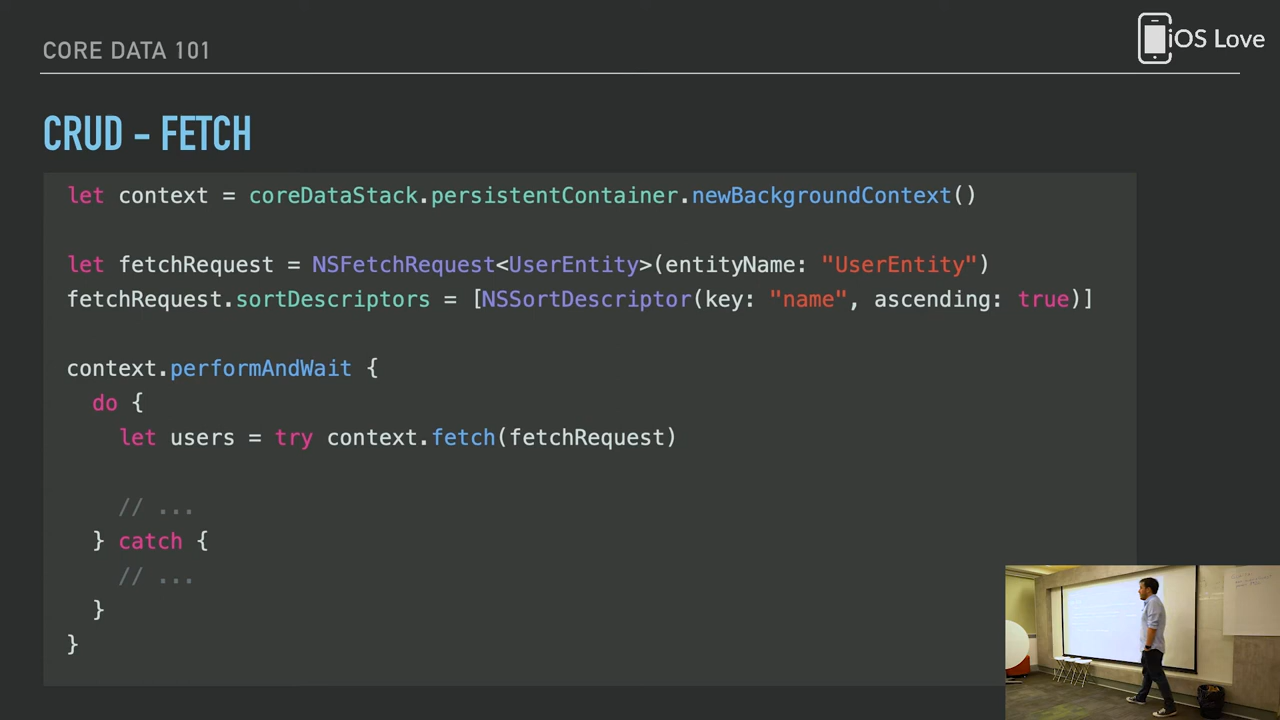 CORE DATA 101
iOS Love
CRUD - FETCH
let context = coreDataStack.persistentContainer.newBackgroundContext()
let fetchRequest = NSFetchRequest<UserEntity>(entityName: "UserEntity")
fetchRequest.sortDescriptors = [NSSortDescriptor(key: "name", ascending: true)]
context.performAndWait {
do {
let users = try context.fetch(fetchRequest)
// ...
} catch {
// ...
}
}